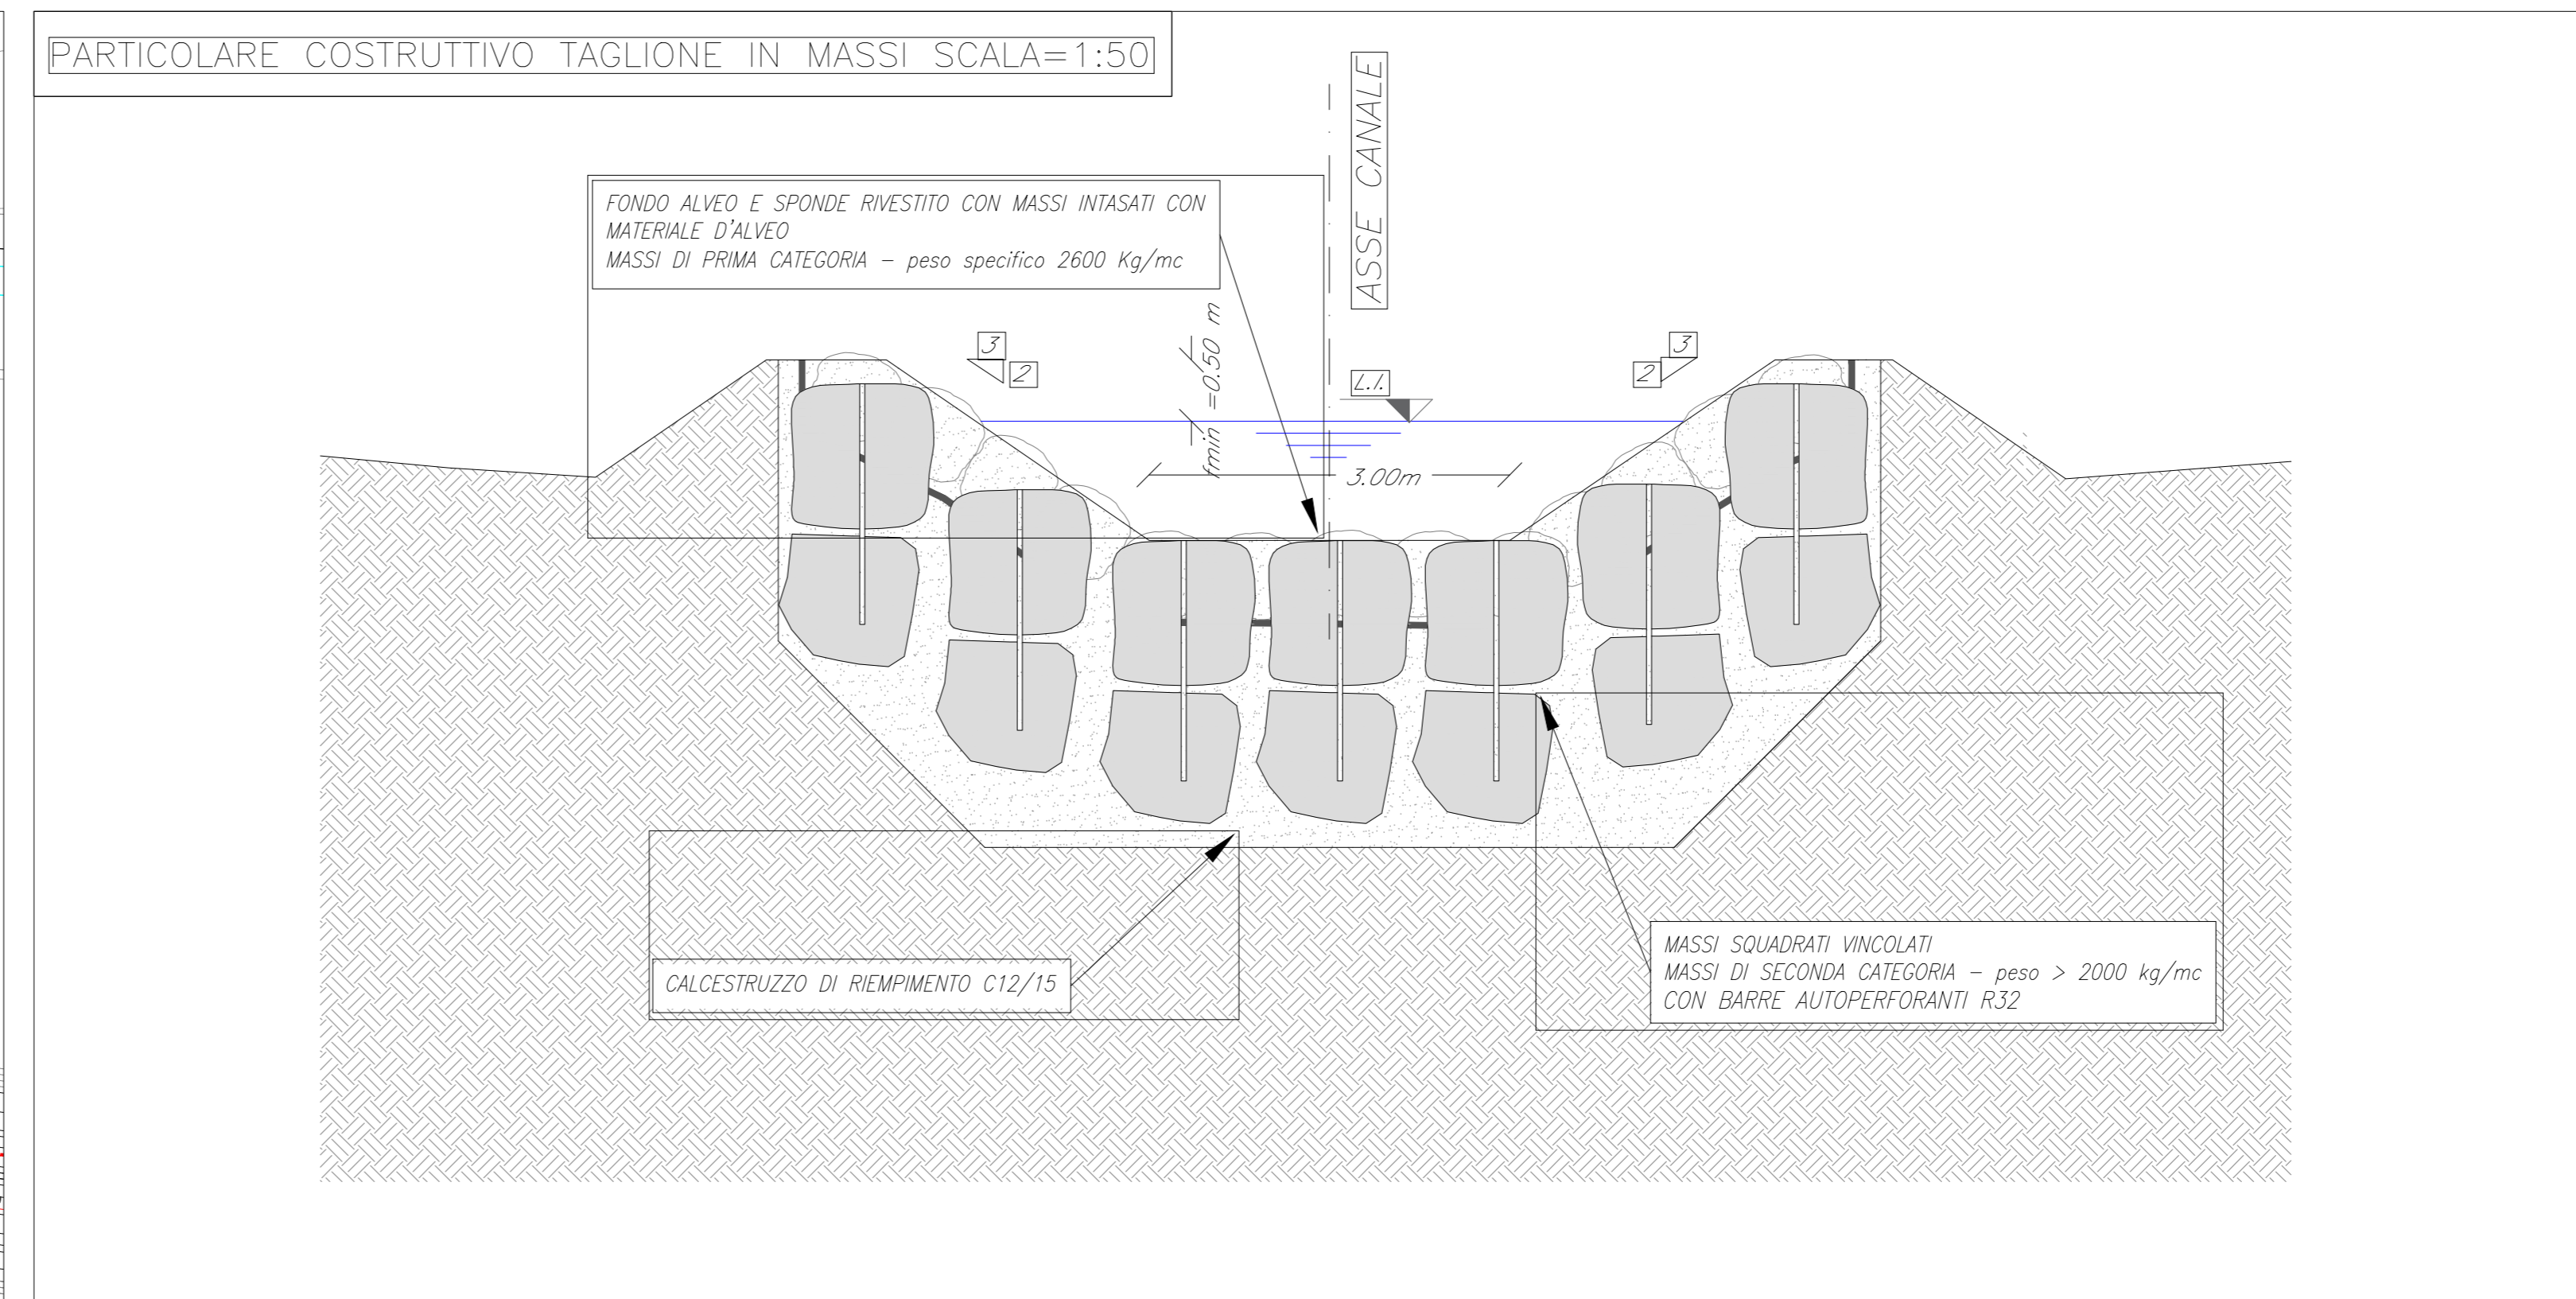 PARTICOLARE COSTRUTTIVO TAGLIONE IN MASSI SCALA=1:50
ASSE CANALE
FONDO ALVEO E SPONDE RIVESTITO CON MASSI INTASATI CON
MATERIALE D'ALVEO
MASSI DI PRIMA CATEGORIA – peso specifico 2600 Kg/mc
fmin =0.50 m
3
2
L.I.
3
2
3.00m
CALCESTRUZZO DI RIEMPIMENTO C12/15
MASSI SQUADRATI VINCOLATI
MASSI DI SECONDA CATEGORIA – peso > 2000 kg/mc
CON BARRE AUTOPERFORANTI R32